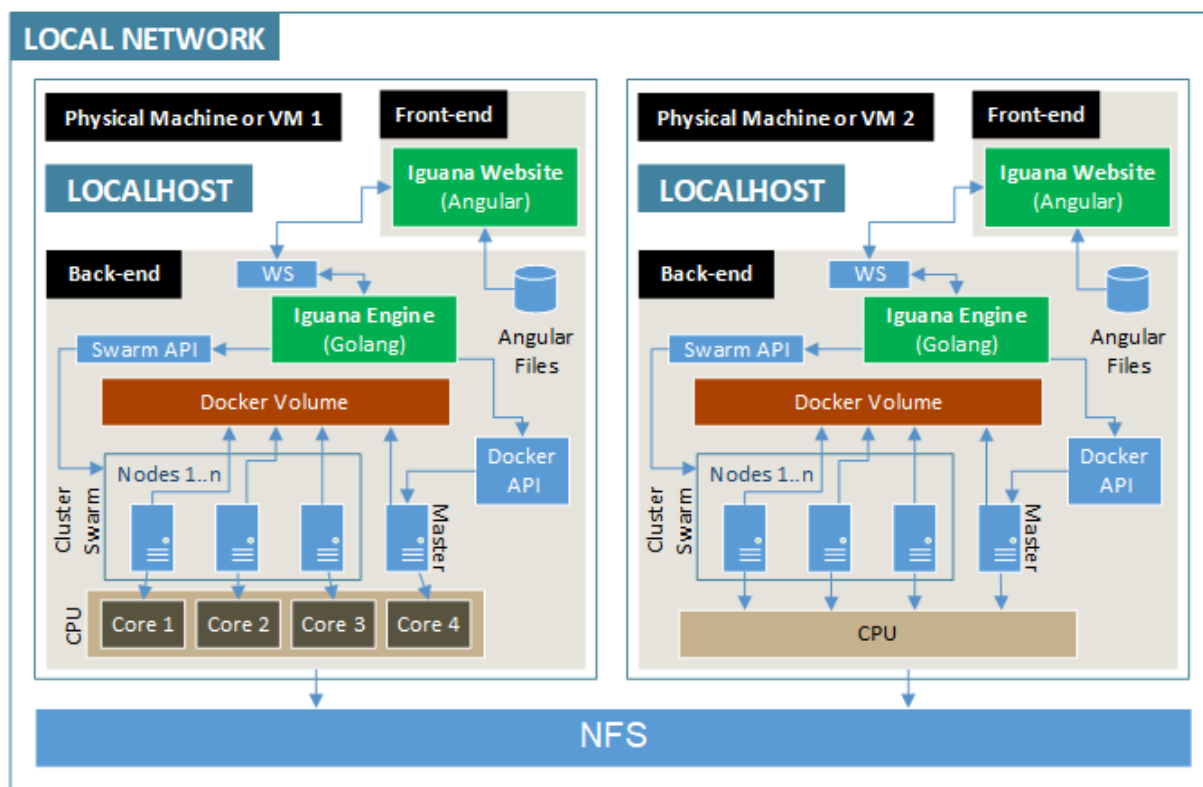 LOCAL NETWORK
Physical Machine or VM 1
Front-end
Iguana Website
(Angular)
LOCALHOST
Back-end
WS
Iguana Engine
(Golang)
Angular
Files
Swarm API
Docker Volume
Docker
API
Nodes 1..n
Cluster
Swarm
Master
CPU
Core 1
Core 2
Core 3
Core 4
Physical Machine or VM 2
Front-end
Iguana Website
(Angular)
LOCALHOST
Back-end
WS
Iguana Engine
(Golang)
Angular
Files
Swarm API
Docker Volume
Docker
API
Nodes 1..n
Cluster
Swarm
Master
CPU
NFS